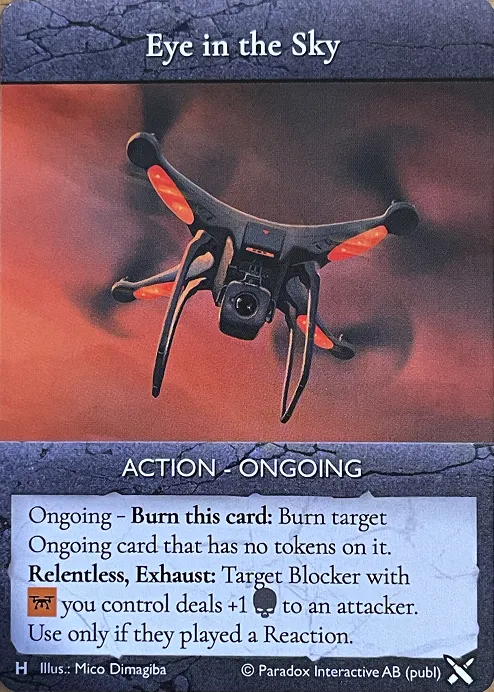 Eye in the Sky
ACTION - ONGOING
Ongoing - Burn this card: Burn target
Ongoing card that has no tokens on it.
Relentless, Exhaust: Target Blocker with
you control deals +1 to an attacker.
Use only if they played a Reaction.
H Illus.: Mico Dimagiba © Paradox Interactive AB (publ)